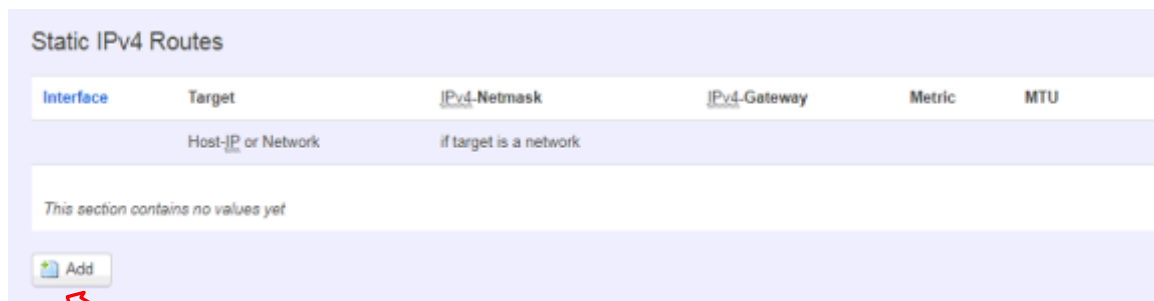 Static IPv4 Routes
Interface Target IPv4-Netmask IPv4-Gateway Metric MTU
Host-IP or Network if target is a network
This section contains no values yet
Add